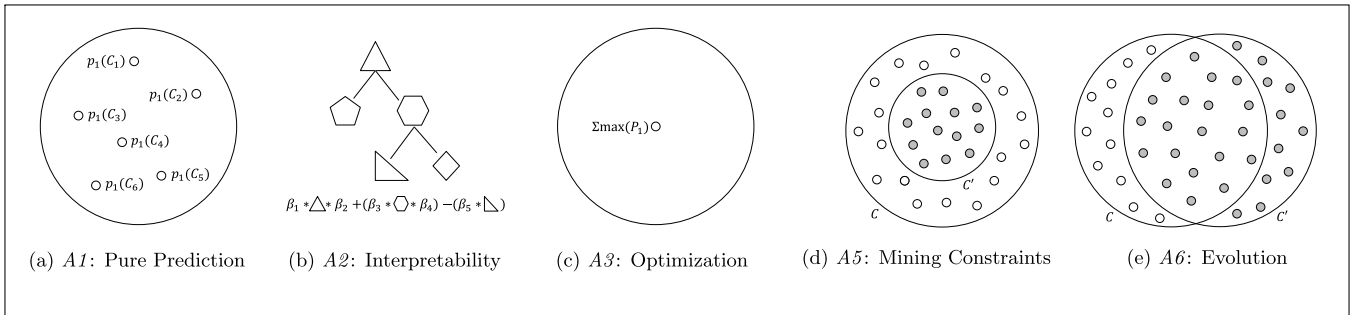 p₁(C₁)
p₁(C₂)
p₁(C₃)
p₁(C₄)
p₁(C₅)
p₁(C₆)
β₁ *△* β₂ +(β₃ *⬡* β₄) −(β₅ *◺)
Σmax(P₁)
C′
C
C
C′
(a) A1: Pure Prediction
(b) A2: Interpretability
(c) A3: Optimization
(d) A5: Mining Constraints
(e) A6: Evolution